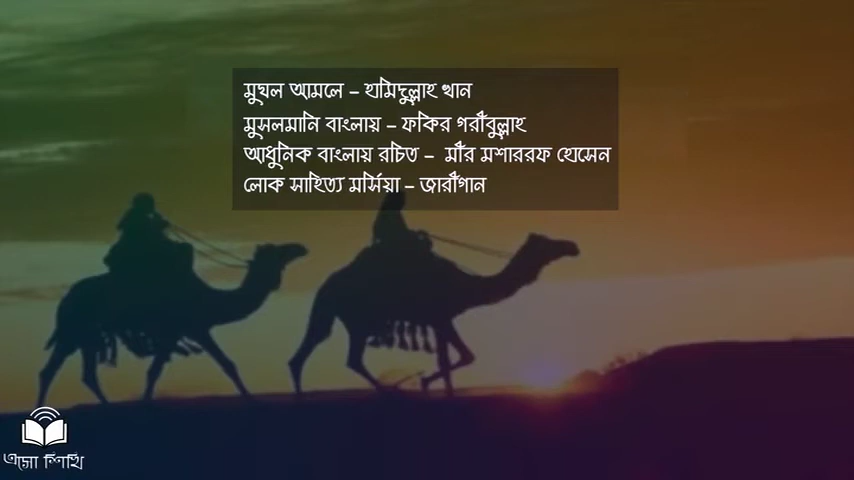 মুঘল আমলে – হামিদুল্লাহ খান
মুসলমানি বাংলায় – ফকির গরীবুল্লাহ
আধুনিক বাংলায় রচিত – মীর মশাররফ হোসেন
লোক সাহিত্য মর্সিয়া – জারীগান
এসো শিখি